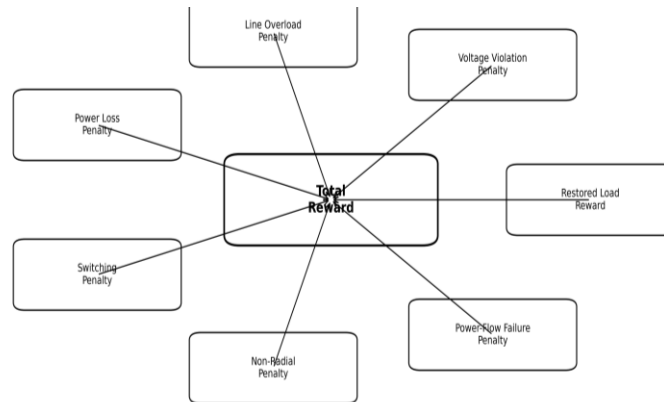 Line Overload
Penalty
Voltage Violation
Penalty
Power Loss
Penalty
Total
Reward
Restored Load
Reward
Switching
Penalty
Power-Flow Failure
Penalty
Non-Radial
Penalty